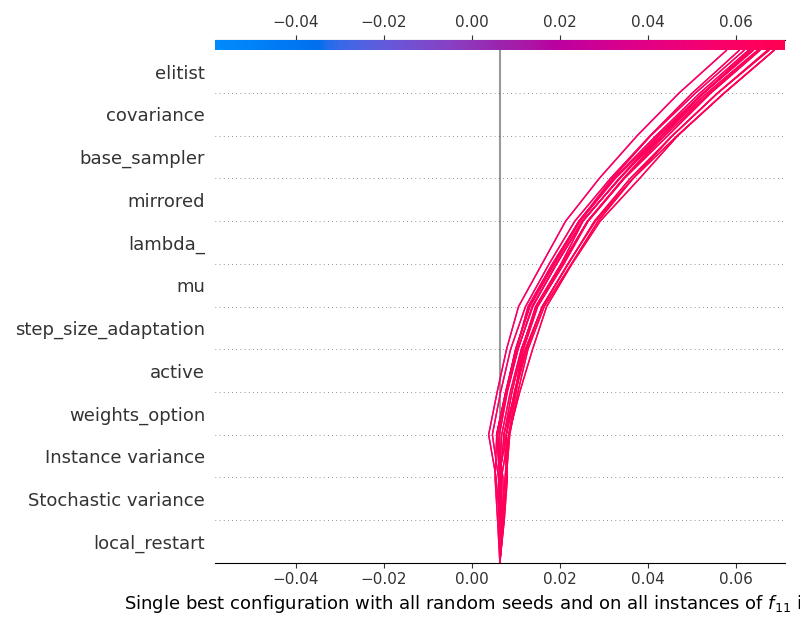 −0.04 −0.02 0.00 0.02 0.04 0.06
elitist
covariance
base_sampler
mirrored
lambda_
mu
step_size_adaptation
active
weights_option
Instance variance
Stochastic variance
local_restart
−0.04 −0.02 0.00 0.02 0.04 0.06
Single best configuration with all random seeds and on all instances of f₁₁ i